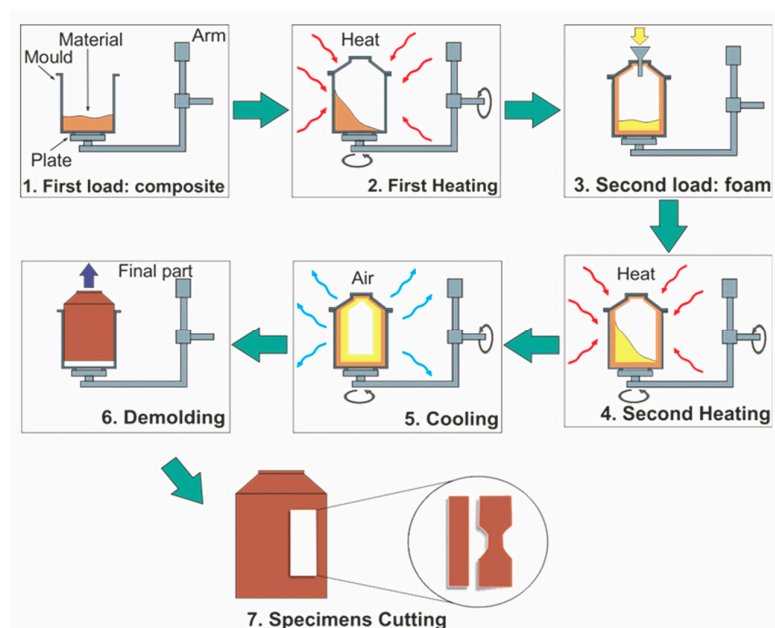 Material
Arm
Mould
Plate
1. First load: composite
Heat
2. First Heating
3. Second load: foam
Heat
4. Second Heating
Air
5. Cooling
Final part
6. Demolding
7. Specimens Cutting